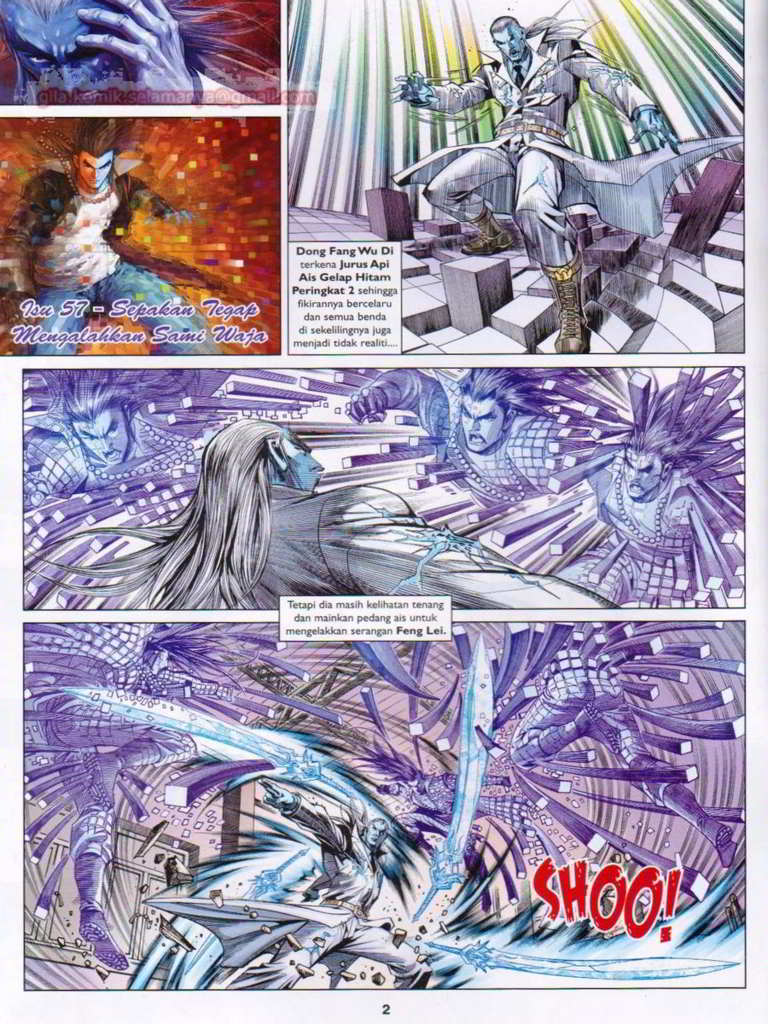 gila.komik.selamanya@gmail.com
Isu 57 - Sepakan Tegap
Mengalahkan Sami Waja
Dong Fang Wu Di
terkena Jurus Api
Ais Gelap Hitam
Peringkat 2 sehingga
fikirannya bercelaru
dan semua benda
di sekelilingnya juga
menjadi tidak realiti....
Tetapi dia masih kelihatan tenang
dan mainkan pedang ais untuk
mengelakkan serangan Feng Lei.
SHOO!
2